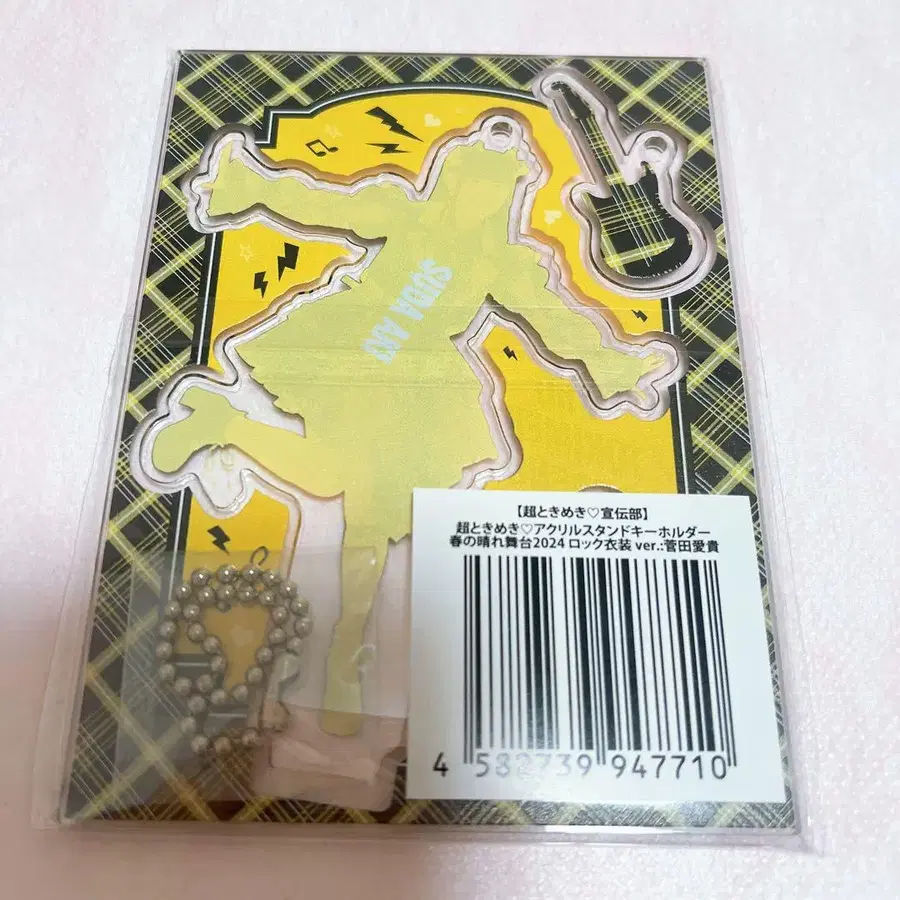 SUDA AKI
【超ときめき♡宣伝部】
超ときめき♡アクリルスタンドキーホルダー
春の晴れ舞台2024 ロック衣装 ver.:菅田愛貴
4 582739 947710